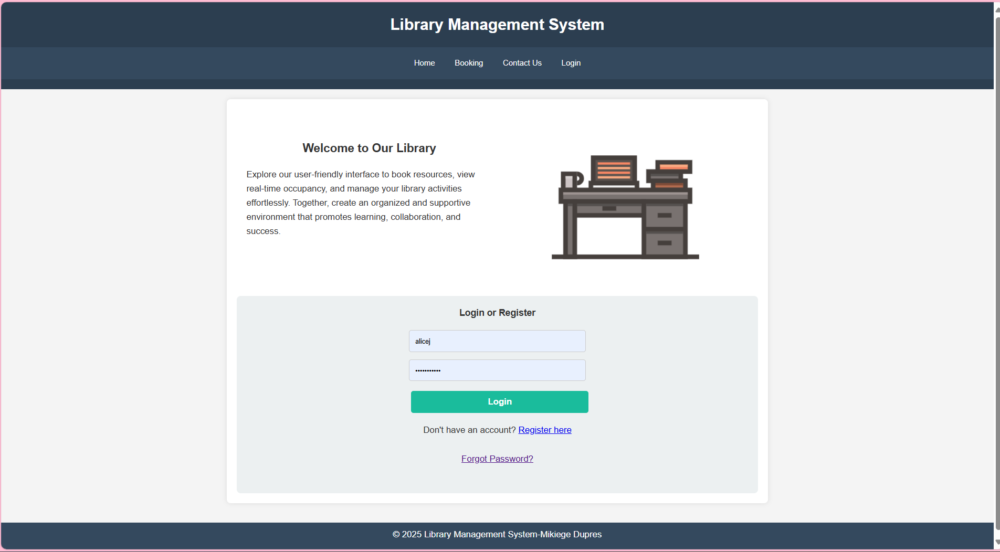 Library Management System
Home Booking Contact Us Login
Welcome to Our Library
Explore our user-friendly interface to book resources, view
real-time occupancy, and manage your library activities
effortlessly. Together, create an organized and supportive
environment that promotes learning, collaboration, and
success.
Login or Register
alicej
•••••••••••
Login
Don't have an account? Register here
Forgot Password?
© 2025 Library Management System-Mikiege Dupres